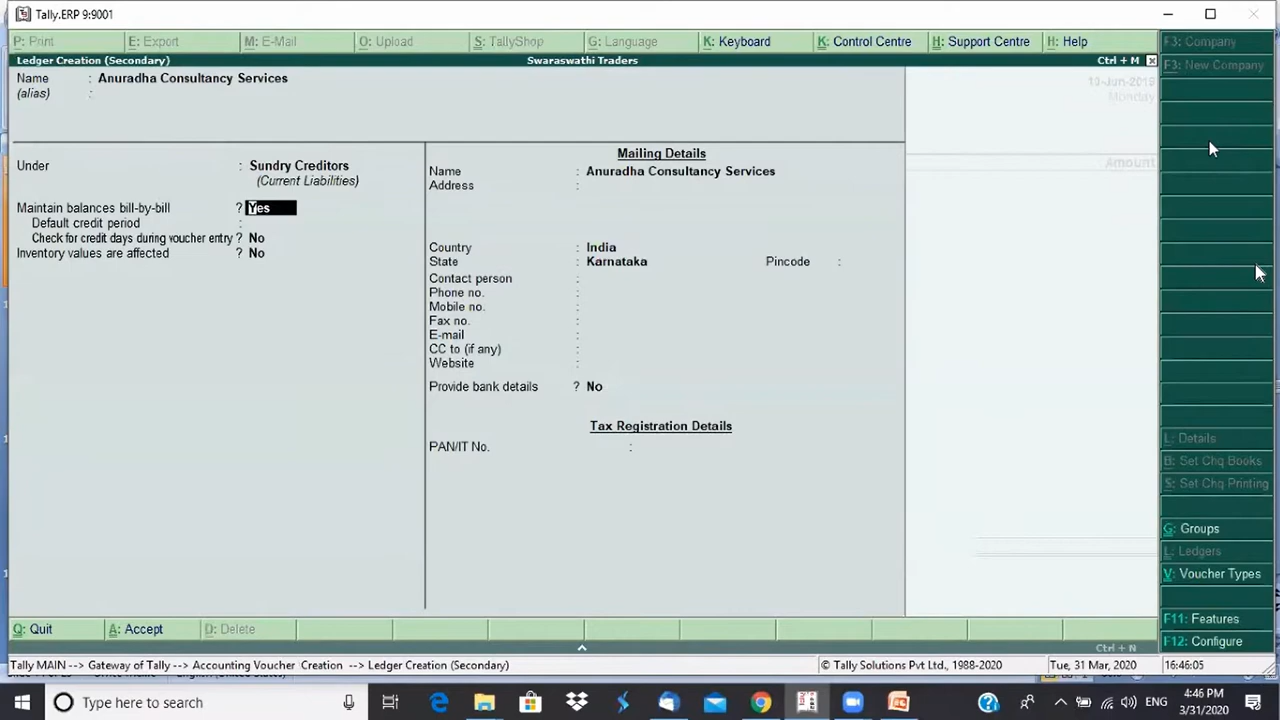 Tally.ERP 9:9001
P: Print E: Export M: E-Mail O: Upload S: TallyShop G: Language K: Keyboard K: Control Centre H: Support Centre H: Help
F3: Company
F3: New Company
Ledger Creation (Secondary) Swaraswathi Traders Ctrl + M
Name : Anuradha Consultancy Services
(alias) :
Monday
Amount
Under : Sundry Creditors
(Current Liabilities)
Maintain balances bill-by-bill ? Yes
Default credit period :
Check for credit days during voucher entry ? No
Inventory values are affected ? No
Mailing Details
Name : Anuradha Consultancy Services
Address :
Country : India
State : Karnataka Pincode :
Contact person :
Phone no. :
Mobile no. :
Fax no. :
E-mail :
CC to (if any) :
Website :
Provide bank details ? No
Tax Registration Details
PAN/IT No. :
L: Details
B: Set Chq Books
S: Set Chq Printing
G: Groups
L: Ledgers
V: Voucher Types
F11: Features
F12: Configure
Q: Quit A: Accept D: Delete
Ctrl + N
Tally MAIN --> Gateway of Tally --> Accounting Voucher Creation --> Ledger Creation (Secondary) © Tally Solutions Pvt Ltd., 1988-2020 Tue, 31 Mar, 2020 16:46:05
Type here to search
ENG
4:46 PM
3/31/2020